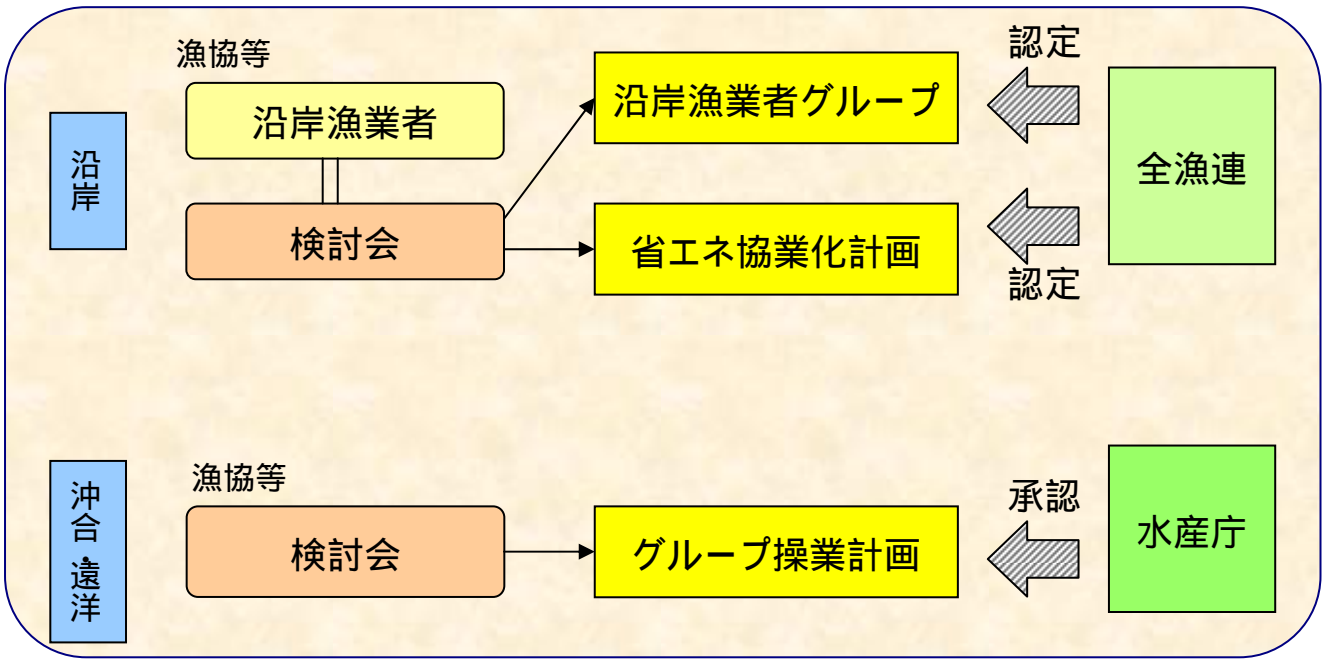 沿岸
漁協等
沿岸漁業者
検討会
沿岸漁業者グループ
省エネ協業化計画
認定
認定
全漁連
沖合・遠洋
漁協等
検討会
グループ操業計画
承認
水産庁